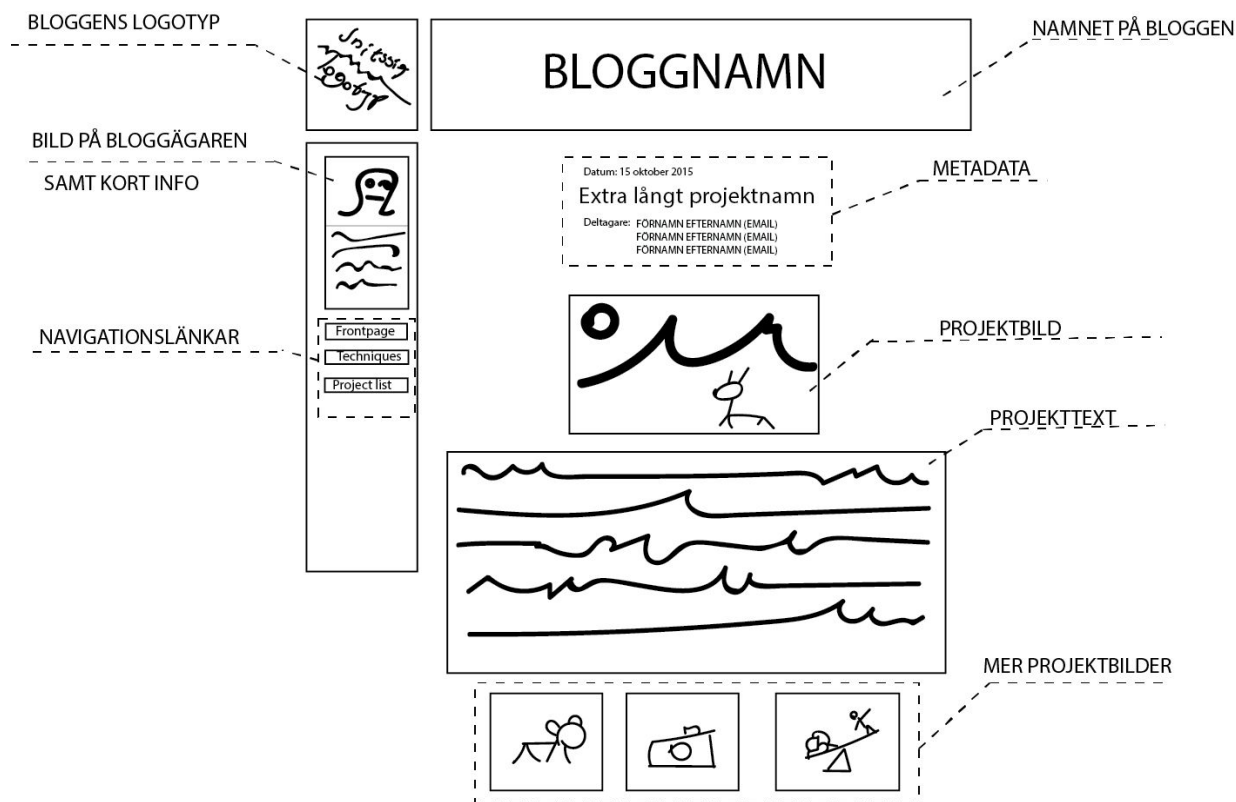 BLOGGENS LOGOTYP
Snitssig
logotyp
BLOGGNAMN
NAMNET PÅ BLOGGEN
BILD PÅ BLOGGÄGAREN
SAMT KORT INFO
Datum: 15 oktober 2015
Extra långt projektnamn
Deltagare: FÖRNAMN EFTERNAMN (EMAIL)
FÖRNAMN EFTERNAMN (EMAIL)
FÖRNAMN EFTERNAMN (EMAIL)
METADATA
NAVIGATIONSLÄNKAR
Frontpage
Techniques
Project list
PROJEKTBILD
PROJEKTTEXT
MER PROJEKTBILDER